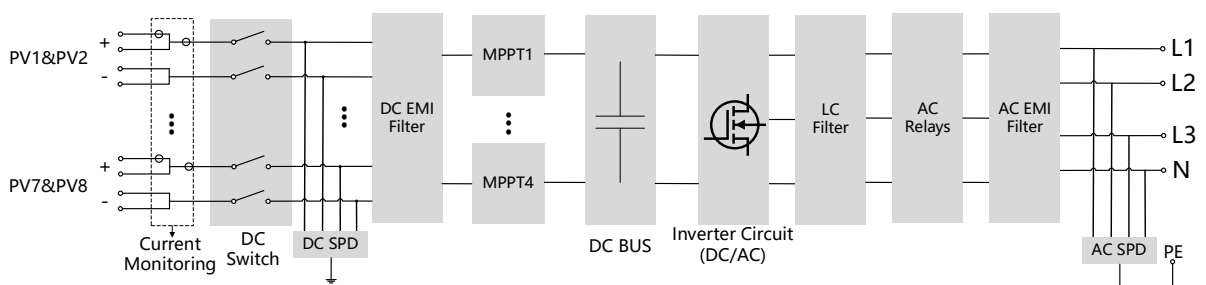 PV1&PV2
+
-
PV7&PV8
+
-
Current
Monitoring
DC
Switch
DC SPD
DC EMI
Filter
MPPT1
MPPT4
DC BUS
Inverter Circuit
(DC/AC)
LC
Filter
AC
Relays
AC EMI
Filter
L1
L2
L3
N
AC SPD
PE